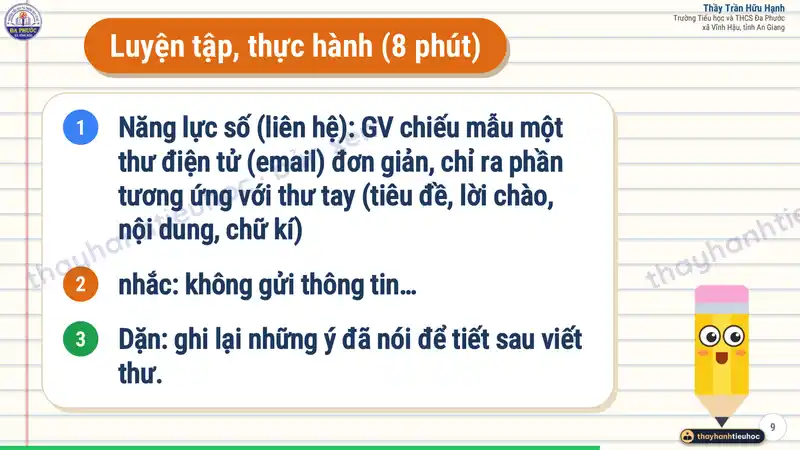 Thầy Trần Hữu Hạnh
Trường Tiểu học và THCS Đa Phước
xã Vĩnh Hậu, tỉnh An Giang
ĐA PHƯỚC
Luyện tập, thực hành (8 phút)
1 Năng lực số (liên hệ): GV chiếu mẫu một
thư điện tử (email) đơn giản, chỉ ra phần
tương ứng với thư tay (tiêu đề, lời chào,
nội dung, chữ kí)
2 nhắc: không gửi thông tin…
3 Dặn: ghi lại những ý đã nói để tiết sau viết
thư.
thayhanhtieuhoc
9